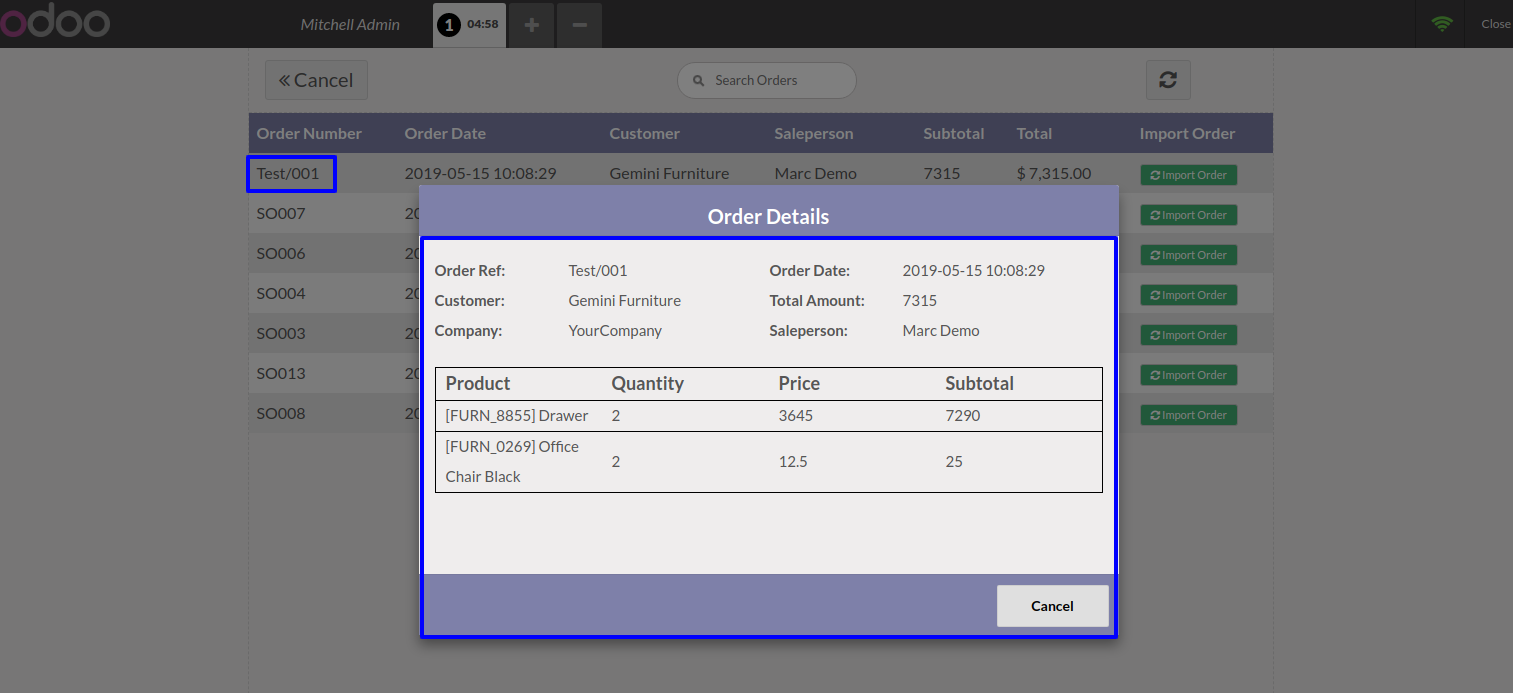 odoo Mitchell Admin 1 04:58 Close
Cancel Search Orders
Order Number Order Date Customer Saleperson Subtotal Total Import Order
Test/001 2019-05-15 10:08:29 Gemini Furniture Marc Demo 7315 $ 7,315.00 Import Order
SO007 20 Import Order
SO006 20 Import Order
SO004 20 Import Order
SO003 20 Import Order
SO013 20 Import Order
SO008 20 Import Order
Order Details
Order Ref: Test/001 Order Date: 2019-05-15 10:08:29
Customer: Gemini Furniture Total Amount: 7315
Company: YourCompany Saleperson: Marc Demo
Product Quantity Price Subtotal
[FURN_8855] Drawer 2 3645 7290
[FURN_0269] Office
Chair Black 2 12.5 25
Cancel